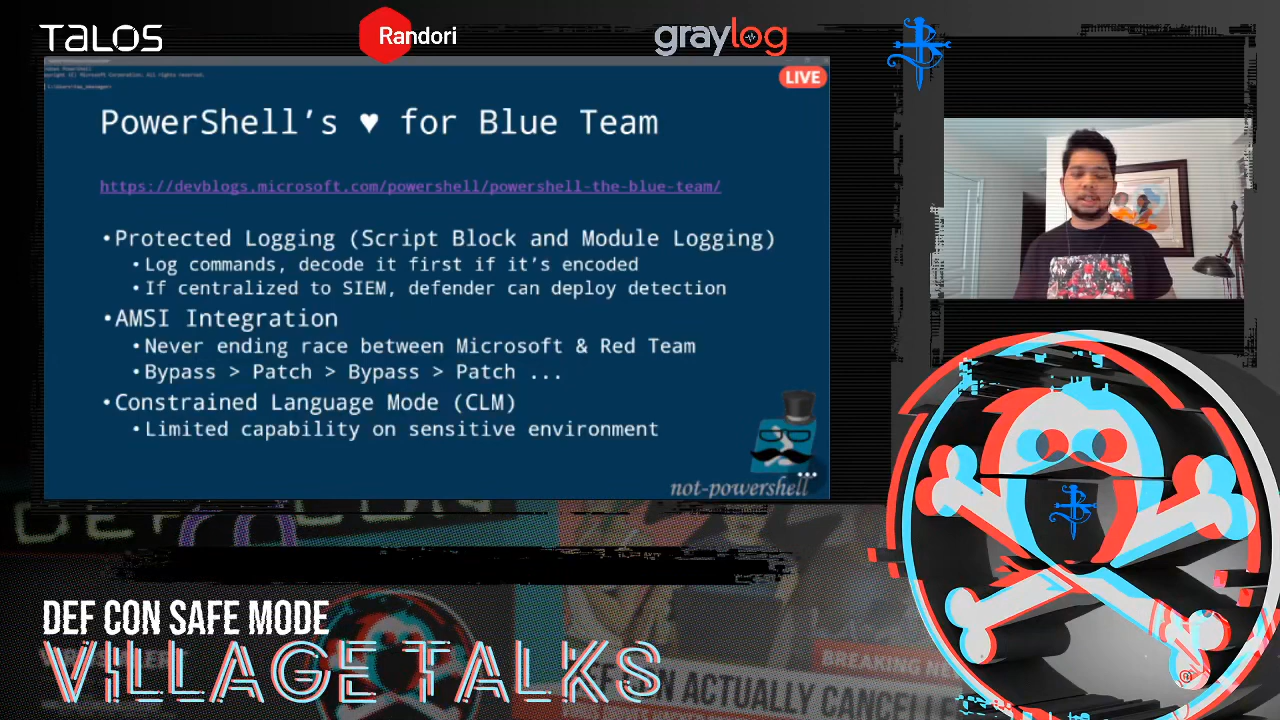 TALOS
Randori
graylog
LIVE
PowerShell's ♥ for Blue Team
https://devblogs.microsoft.com/powershell/powershell-the-blue-team/
•Protected Logging (Script Block and Module Logging)
•Log commands, decode it first if it's encoded
•If centralized to SIEM, defender can deploy detection
•AMSI Integration
•Never ending race between Microsoft & Red Team
•Bypass > Patch > Bypass > Patch ...
•Constrained Language Mode (CLM)
•Limited capability on sensitive environment
not-powershell
DEF CON
DEF CON SAFE MODE
VILLAGE TALKS
BREAKING
CON ACTUALLY CANCELLE